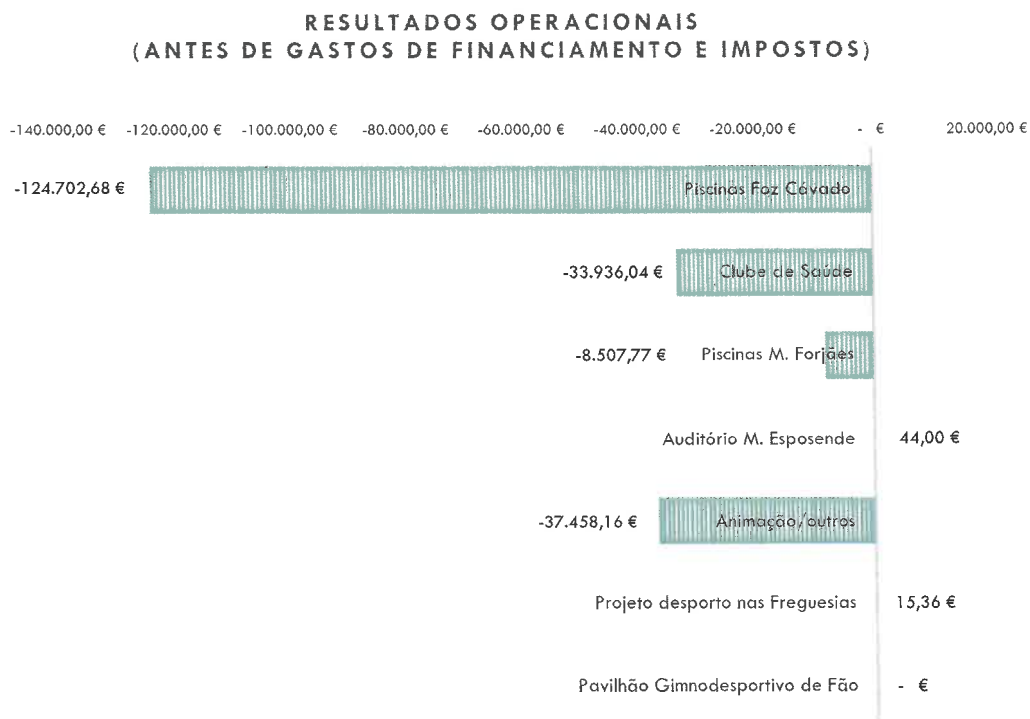 RESULTADOS OPERACIONAIS
(ANTES DE GASTOS DE FINANCIAMENTO E IMPOSTOS)
-140.000,00 € -120.000,00 € -100.000,00 € -80.000,00 € -60.000,00 € -40.000,00 € -20.000,00 € - € 20.000,00 €
-124.702,68 € Piscinas Foz Cávado
-33.936,04 € Clube de Saúde
-8.507,77 € Piscinas M. Forjães
Auditório M. Esposende 44,00 €
-37.458,16 € Animação/outros
Projeto desporto nas Freguesias 15,36 €
Pavilhão Gimnodesportivo de Fão - €